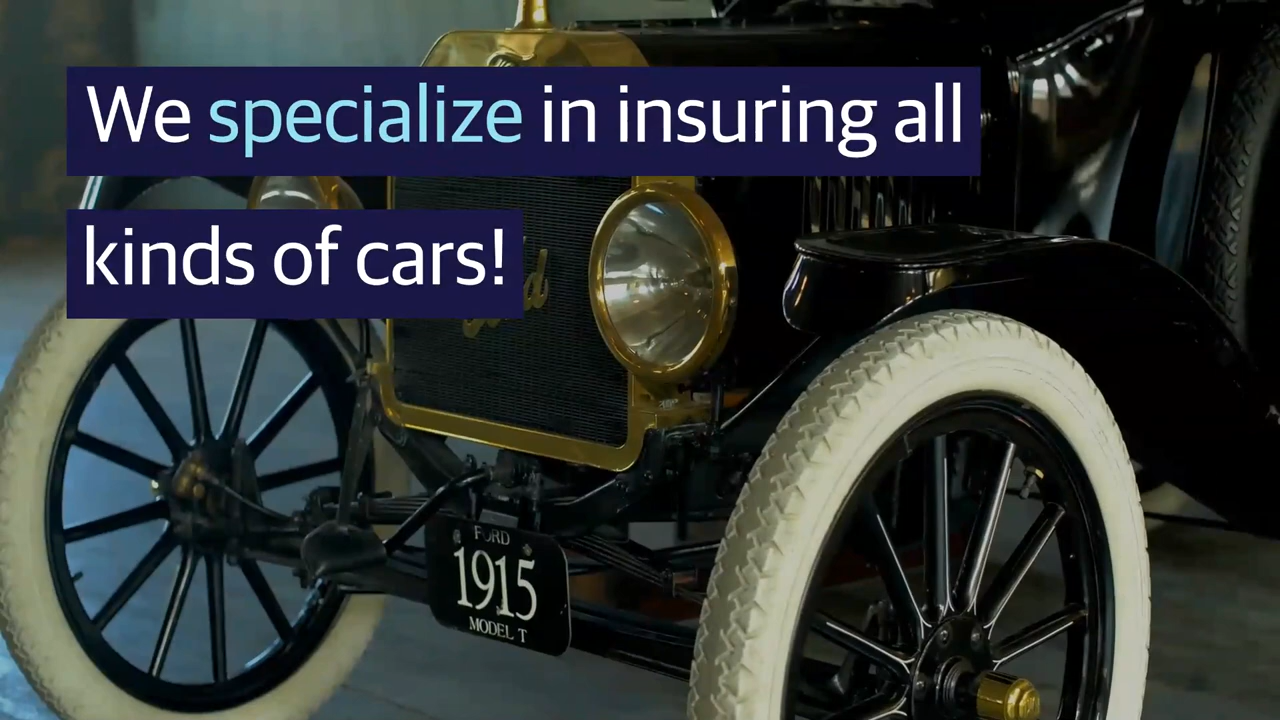 We specialize in insuring all
kinds of cars!
FORD
1915
MODEL T